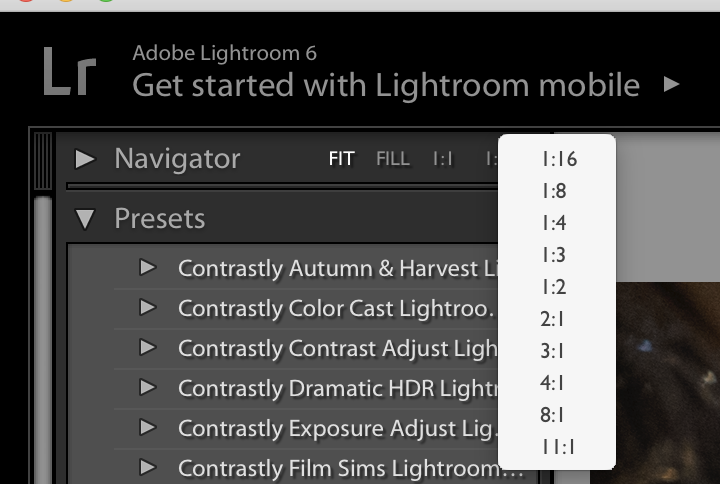 Lr
Adobe Lightroom 6
Get started with Lightroom mobile
Navigator FIT FILL 1:1 1:
Presets
Contrastly Autumn & Harvest Li
Contrastly Color Cast Lightroo.
Contrastly Contrast Adjust Ligh
Contrastly Dramatic HDR Lightr
Contrastly Exposure Adjust Lig.
Contrastly Film Sims Lightroom...
1:16
1:8
1:4
1:3
1:2
2:1
3:1
4:1
8:1
11:1